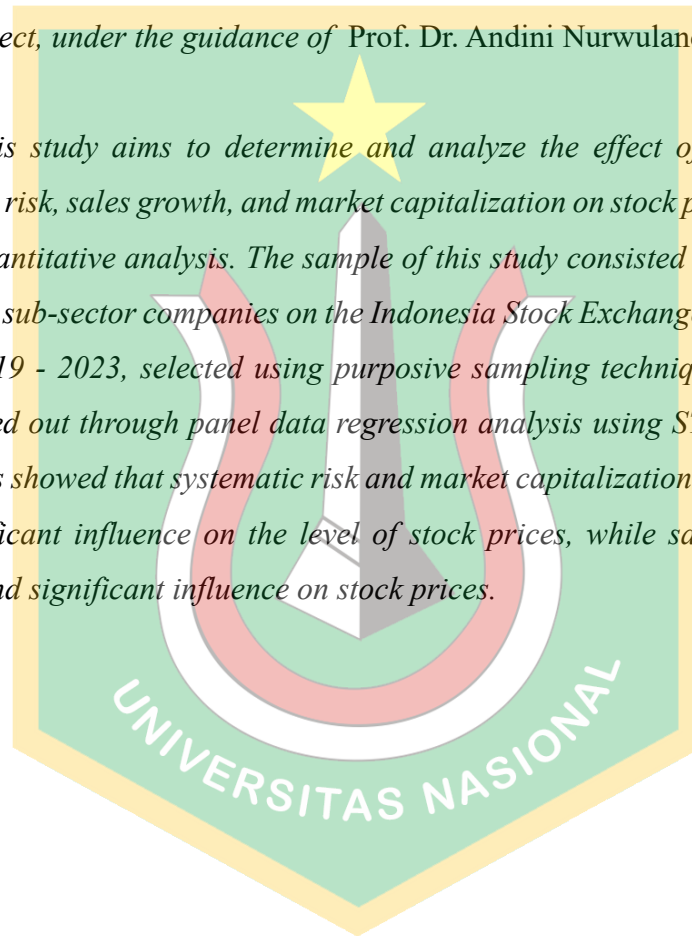 ect, under the guidance of Prof. Dr. Andini Nurwulan
is study aims to determine and analyze the effect of
risk, sales growth, and market capitalization on stock p
antitative analysis. The sample of this study consisted
sub-sector companies on the Indonesia Stock Exchang
19 - 2023, selected using purposive sampling techniq
ed out through panel data regression analysis using S
s showed that systematic risk and market capitalization
ficant influence on the level of stock prices, while sa
nd significant influence on stock prices.
UNIVERSITAS NASIONAL